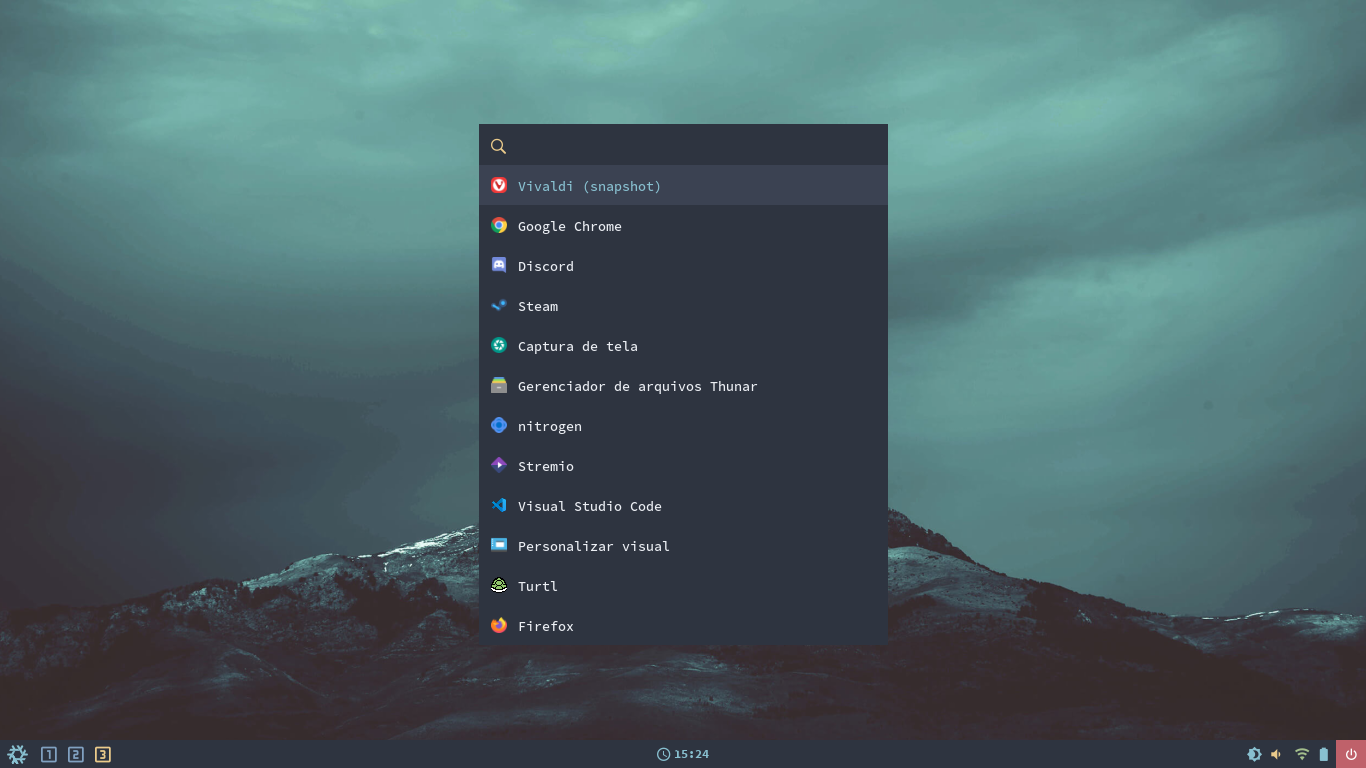 Vivaldi (snapshot)
Google Chrome
Discord
Steam
Captura de tela
Gerenciador de arquivos Thunar
nitrogen
Stremio
Visual Studio Code
Personalizar visual
Turtl
Firefox
1 2 3 15:24